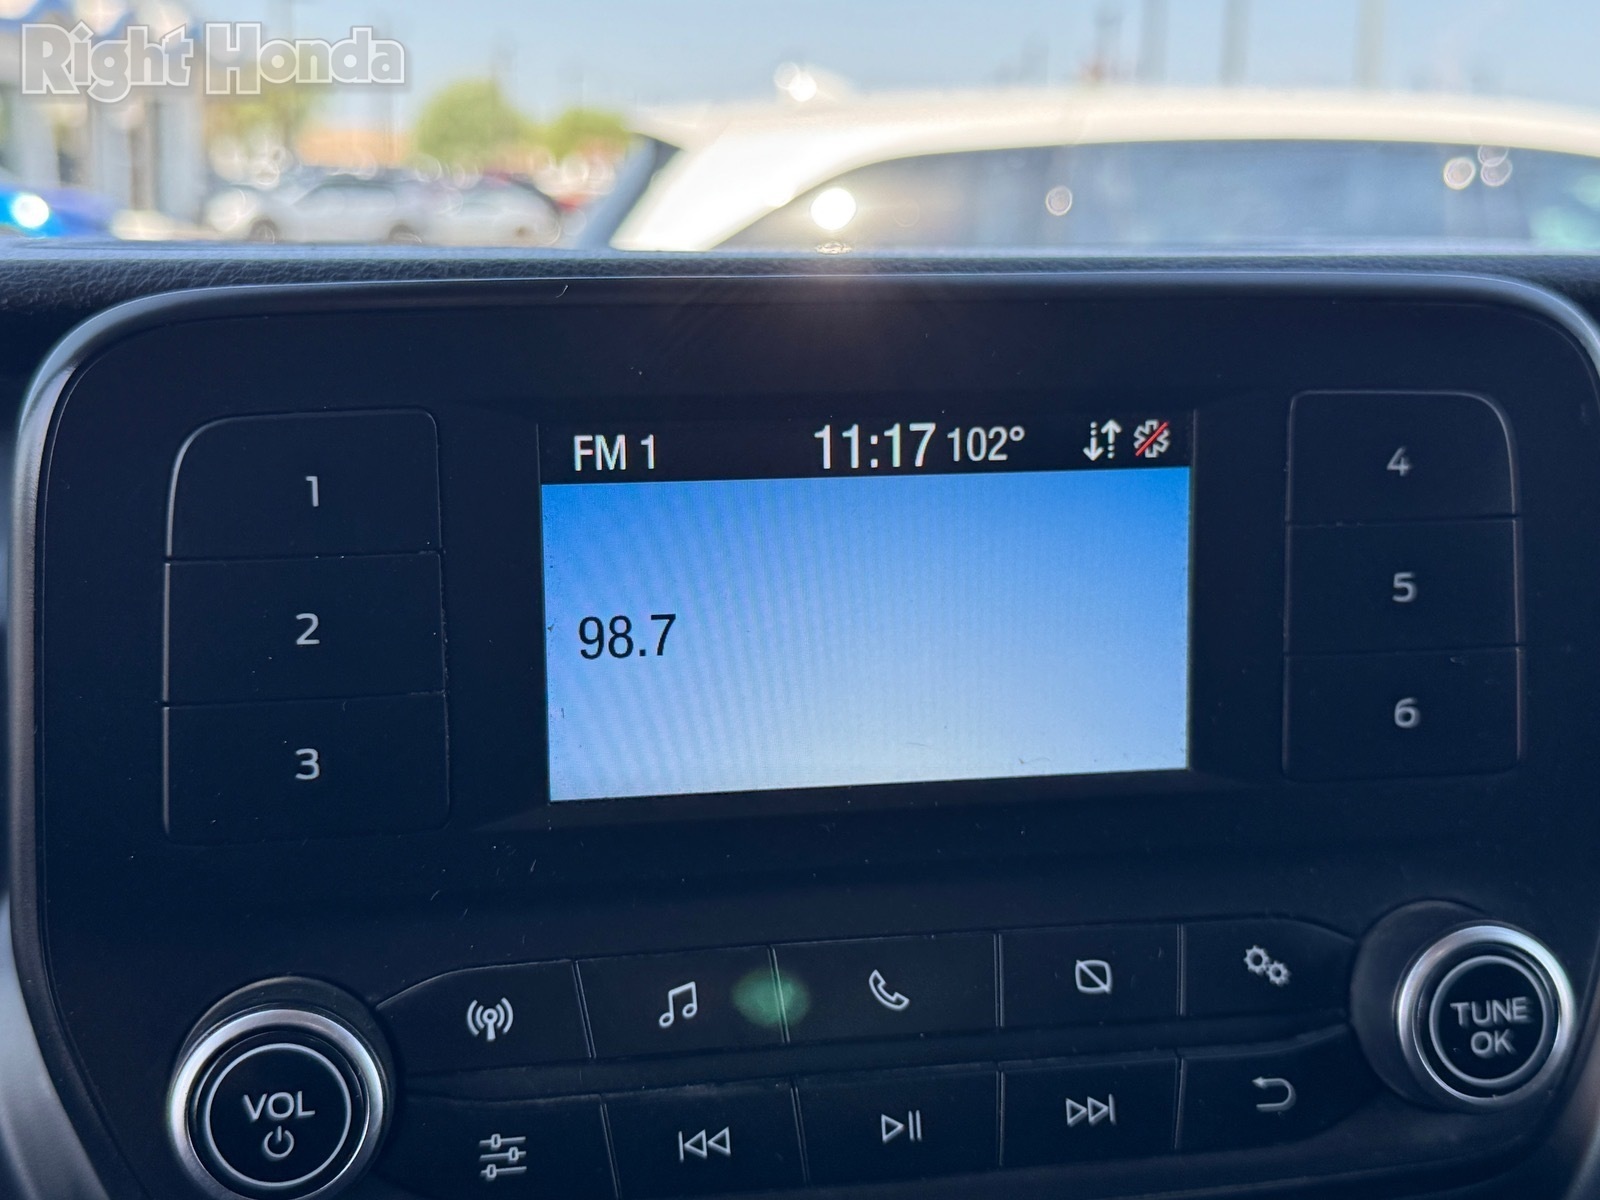 Right Honda
FM 1 11:17 102°
98.7
1
2
3
4
5
6
VOL
TUNE
OK